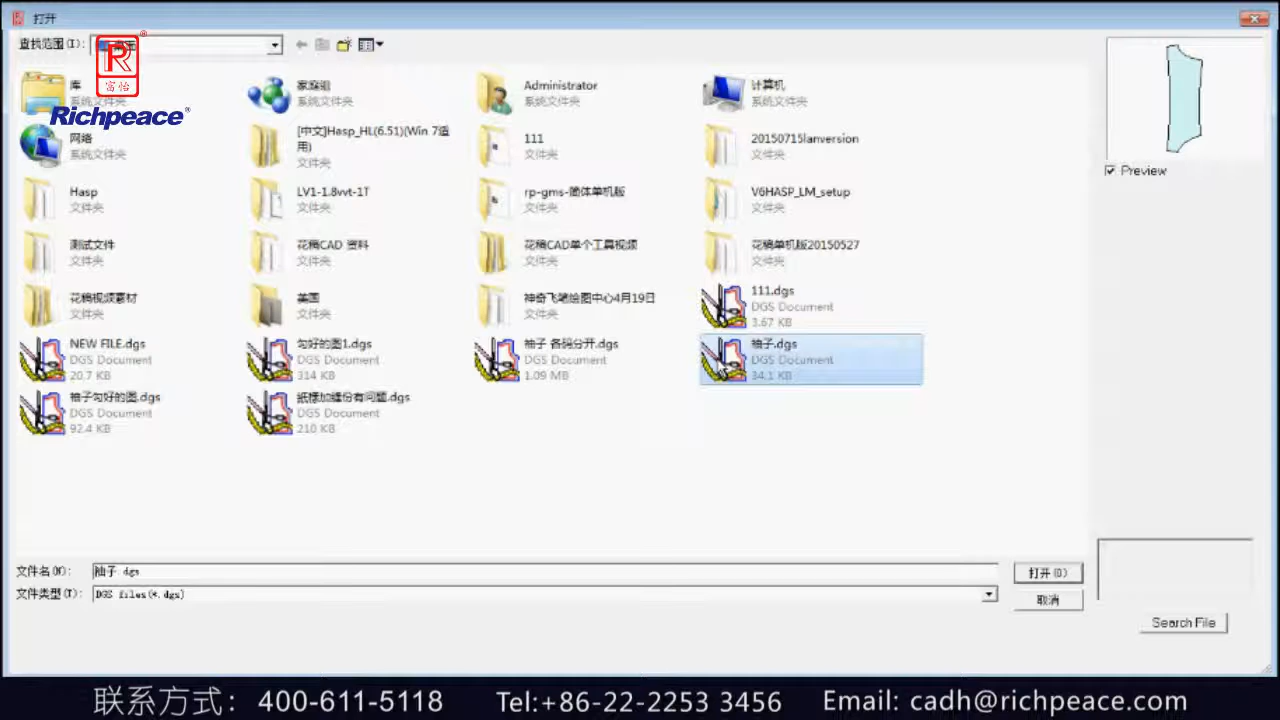 打开
查找范围(I):
桌面
R
富怡
Richpeace®
库
系统文件夹
家庭组
系统文件夹
Administrator
系统文件夹
计算机
系统文件夹
网络
系统文件夹
[中文]Hasp_HL(6.51)(Win 7适
用)
文件夹
111
文件夹
20150715lanversion
文件夹
Hasp
文件夹
LV1-1.8vvt-1T
文件夹
rp-gms-简体单机版
文件夹
V6HASP_LM_setup
文件夹
测试文件
文件夹
花稿CAD 资料
文件夹
花稿CAD单个工具视频
文件夹
花稿单机版20150527
文件夹
花稿视频素材
文件夹
美国
文件夹
神奇飞笔绘图中心4月19日
文件夹
111.dgs
DGS Document
3.67 KB
NEW FILE.dgs
DGS Document
20.7 KB
勾好的图1.dgs
DGS Document
314 KB
袖子 各码分开.dgs
DGS Document
1.09 MB
袖子.dgs
DGS Document
34.1 KB
袖子勾好的图.dgs
DGS Document
92.4 KB
紙樣加缝份有问题.dgs
DGS Document
210 KB
Preview
文件名(N):
袖子.dgs
打开(O)
文件类型(T):
DGS files(*.dgs)
取消
Search File
联系方式：400-611-5118 Tel:+86-22-2253 3456 Email: cadh@richpeace.com